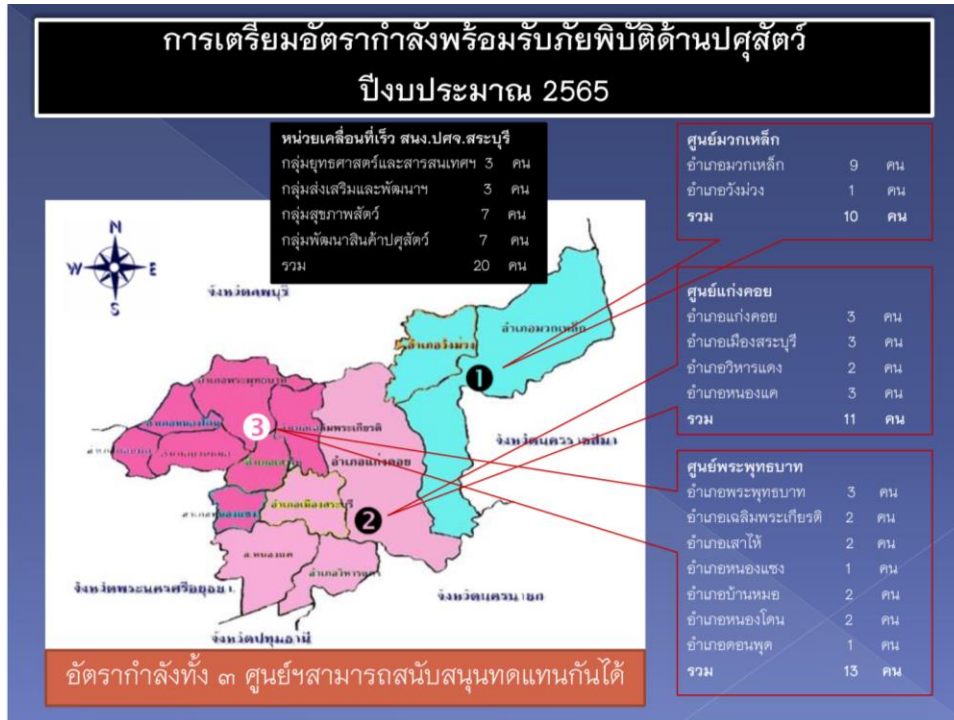 การเตรียมอัตรากำลังพร้อมรับภัยพิบัติด้านปศุสัตว์
ปีงบประมาณ 2565
หน่วยเคลื่อนที่เร็ว สนง.ปศจ.สระบุรี
กลุ่มยุทธศาสตร์และสารสนเทศฯ 3 คน
กลุ่มส่งเสริมและพัฒนาฯ 3 คน
กลุ่มสุขภาพสัตว์ 7 คน
กลุ่มพัฒนาสินค้าปศุสัตว์ 7 คน
รวม 20 คน
ศูนย์มวกเหล็ก
อำเภอมวกเหล็ก 9 คน
อำเภอวังม่วง 1 คน
รวม 10 คน
ศูนย์แก่งคอย
อำเภอแก่งคอย 3 คน
อำเภอเมืองสระบุรี 3 คน
อำเภอวิหารแดง 2 คน
อำเภอหนองแค 3 คน
รวม 11 คน
ศูนย์พระพุทธบาท
อำเภอพระพุทธบาท 3 คน
อำเภอเฉลิมพระเกียรติ 2 คน
อำเภอเสาไห้ 2 คน
อำเภอหนองแซง 1 คน
อำเภอบ้านหมอ 2 คน
อำเภอหนองโดน 2 คน
อำเภอดอนพุด 1 คน
รวม 13 คน
N
W E
S
จังหวัดลพบุรี
อำเภอมวกเหล็ก
อำเภอวังม่วง
1
อำเภอพระพุทธบาท
3
จังหวัดนครราชสีมา
อำเภอแก่งคอย
อำเภอเมืองสระบุรี
2
อ.หนองแค
จังหวัดพระนครศรีอยุธยา
จังหวัดนครนายก
จังหวัดปทุมธานี
อัตรากำลังทั้ง ๓ ศูนย์ฯสามารถสนับสนุนทดแทนกันได้